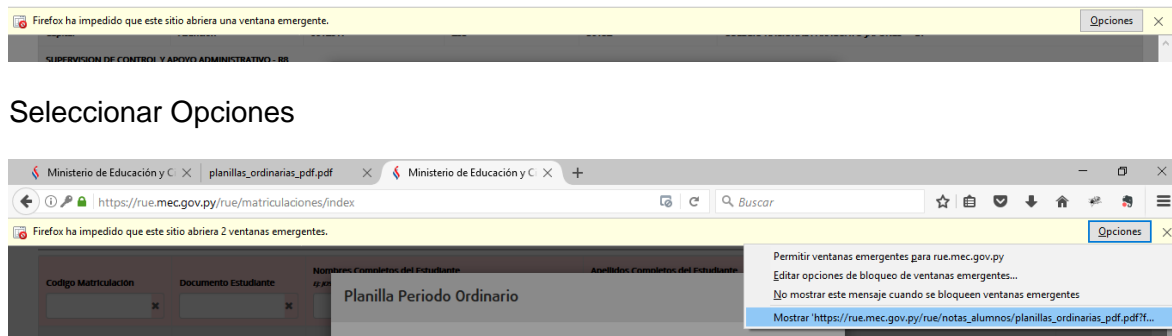 Firefox ha impedido que este sitio abriera una ventana emergente.
Opciones
SUPERVISION DE CONTROL Y APOYO ADMINISTRATIVO - R8
Seleccionar Opciones
Ministerio de Educación y C
planillas_ordinarias_pdf.pdf
Ministerio de Educación y C
https://rue.mec.gov.py/rue/matriculaciones/index
Buscar
Firefox ha impedido que este sitio abriera 2 ventanas emergentes.
Opciones
Permitir ventanas emergentes para rue.mec.gov.py
Editar opciones de bloqueo de ventanas emergentes...
No mostrar este mensaje cuando se bloqueen ventanas emergentes
Mostrar 'https://rue.mec.gov.py/rue/notas_alumnos/planillas_ordinarias_pdf.pdf?f...
Nombres Completos del Estudiante
Apellidos Completos del Estudiante
Codigo Matriculación
Documento Estudiante
Planilla Periodo Ordinario